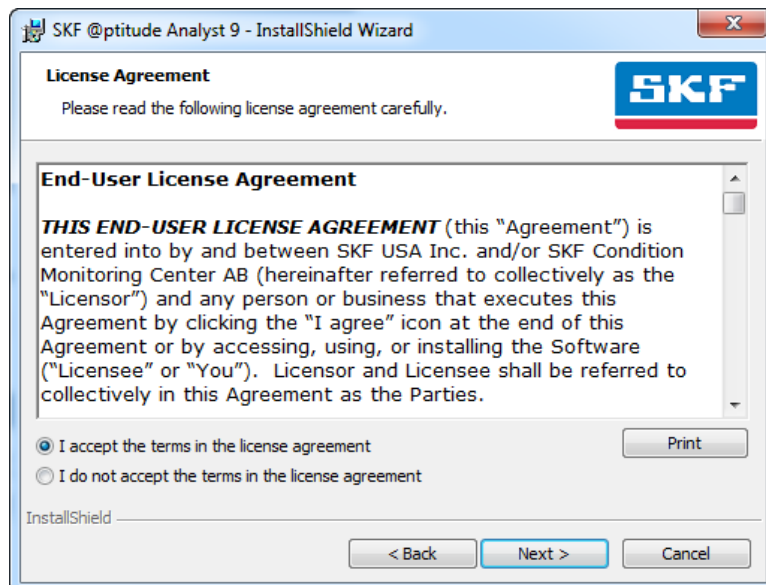 SKF @ptitude Analyst 9 - InstallShield Wizard
License Agreement
Please read the following license agreement carefully.
SKF
End-User License Agreement
THIS END-USER LICENSE AGREEMENT (this “Agreement”) is
entered into by and between SKF USA Inc. and/or SKF Condition
Monitoring Center AB (hereinafter referred to collectively as the
“Licensor”) and any person or business that executes this
Agreement by clicking the “I agree” icon at the end of this
Agreement or by accessing, using, or installing the Software
(“Licensee” or “You”).  Licensor and Licensee shall be referred to
collectively in this Agreement as the Parties.
I accept the terms in the license agreement
Print
I do not accept the terms in the license agreement
InstallShield
< Back
Next >
Cancel